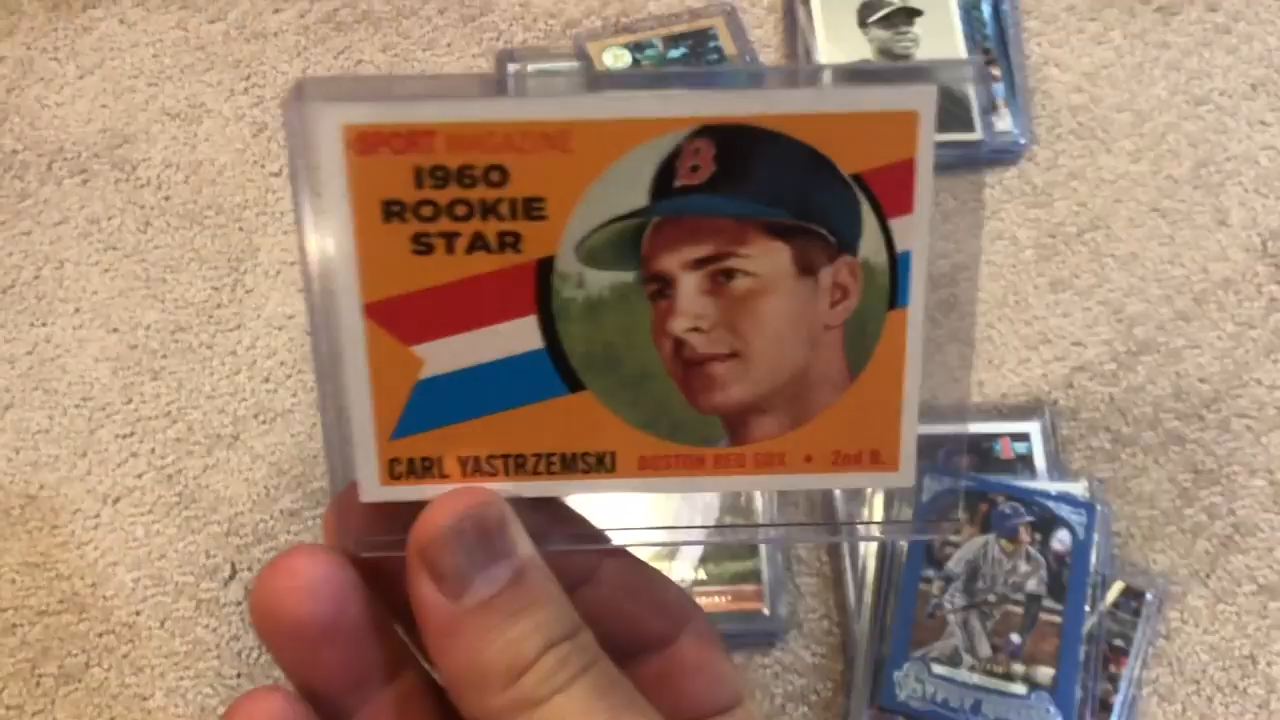 SPORT MAGAZINE
1960
ROOKIE
STAR
B
CARL YASTRZEMSKI BOSTON RED SOX • 2nd B.